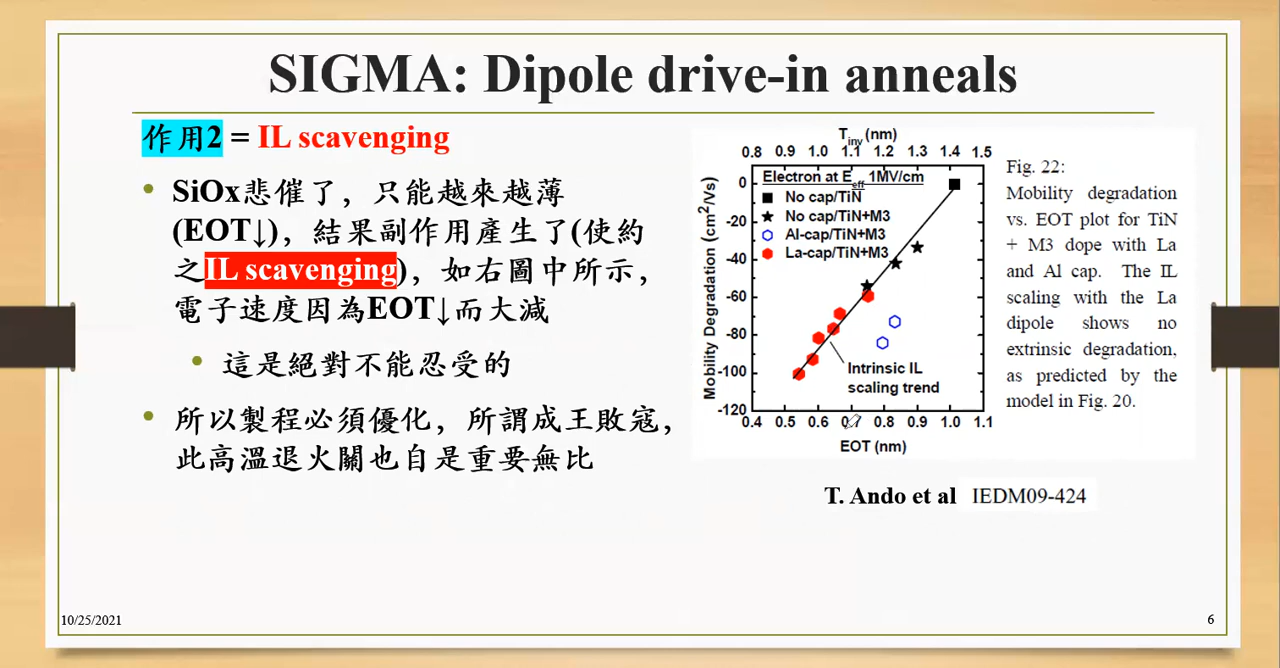 SIGMA: Dipole drive-in anneals
作用2 = IL scavenging
• SiOx悲催了，只能越來越薄
(EOT↓)，結果副作用產生了(使約
之IL scavenging)，如右圖中所示，
電子速度因為EOT↓而大減
• 這是絕對不能忍受的
• 所以製程必須優化，所謂成王敗寇，
此高溫退火關也自是重要無比
Tinv (nm)
0.8 0.9 1.0 1.1 1.2 1.3 1.4 1.5
Electron at Eeff 1MV/cm
No cap/TiN
No cap/TiN+M3
Al-cap/TiN+M3
La-cap/TiN+M3
Mobility Degradation (cm²/Vs)
0
-20
-40
-60
-80
-100
-120
Intrinsic IL
scaling trend
0.4 0.5 0.6 0.7 0.8 0.9 1.0 1.1
EOT (nm)
Fig. 22:
Mobility degradation
vs. EOT plot for TiN
+ M3 dope with La
and Al cap. The IL
scaling with the La
dipole shows no
extrinsic degradation,
as predicted by the
model in Fig. 20.
T. Ando et al IEDM09-424
10/25/2021
6